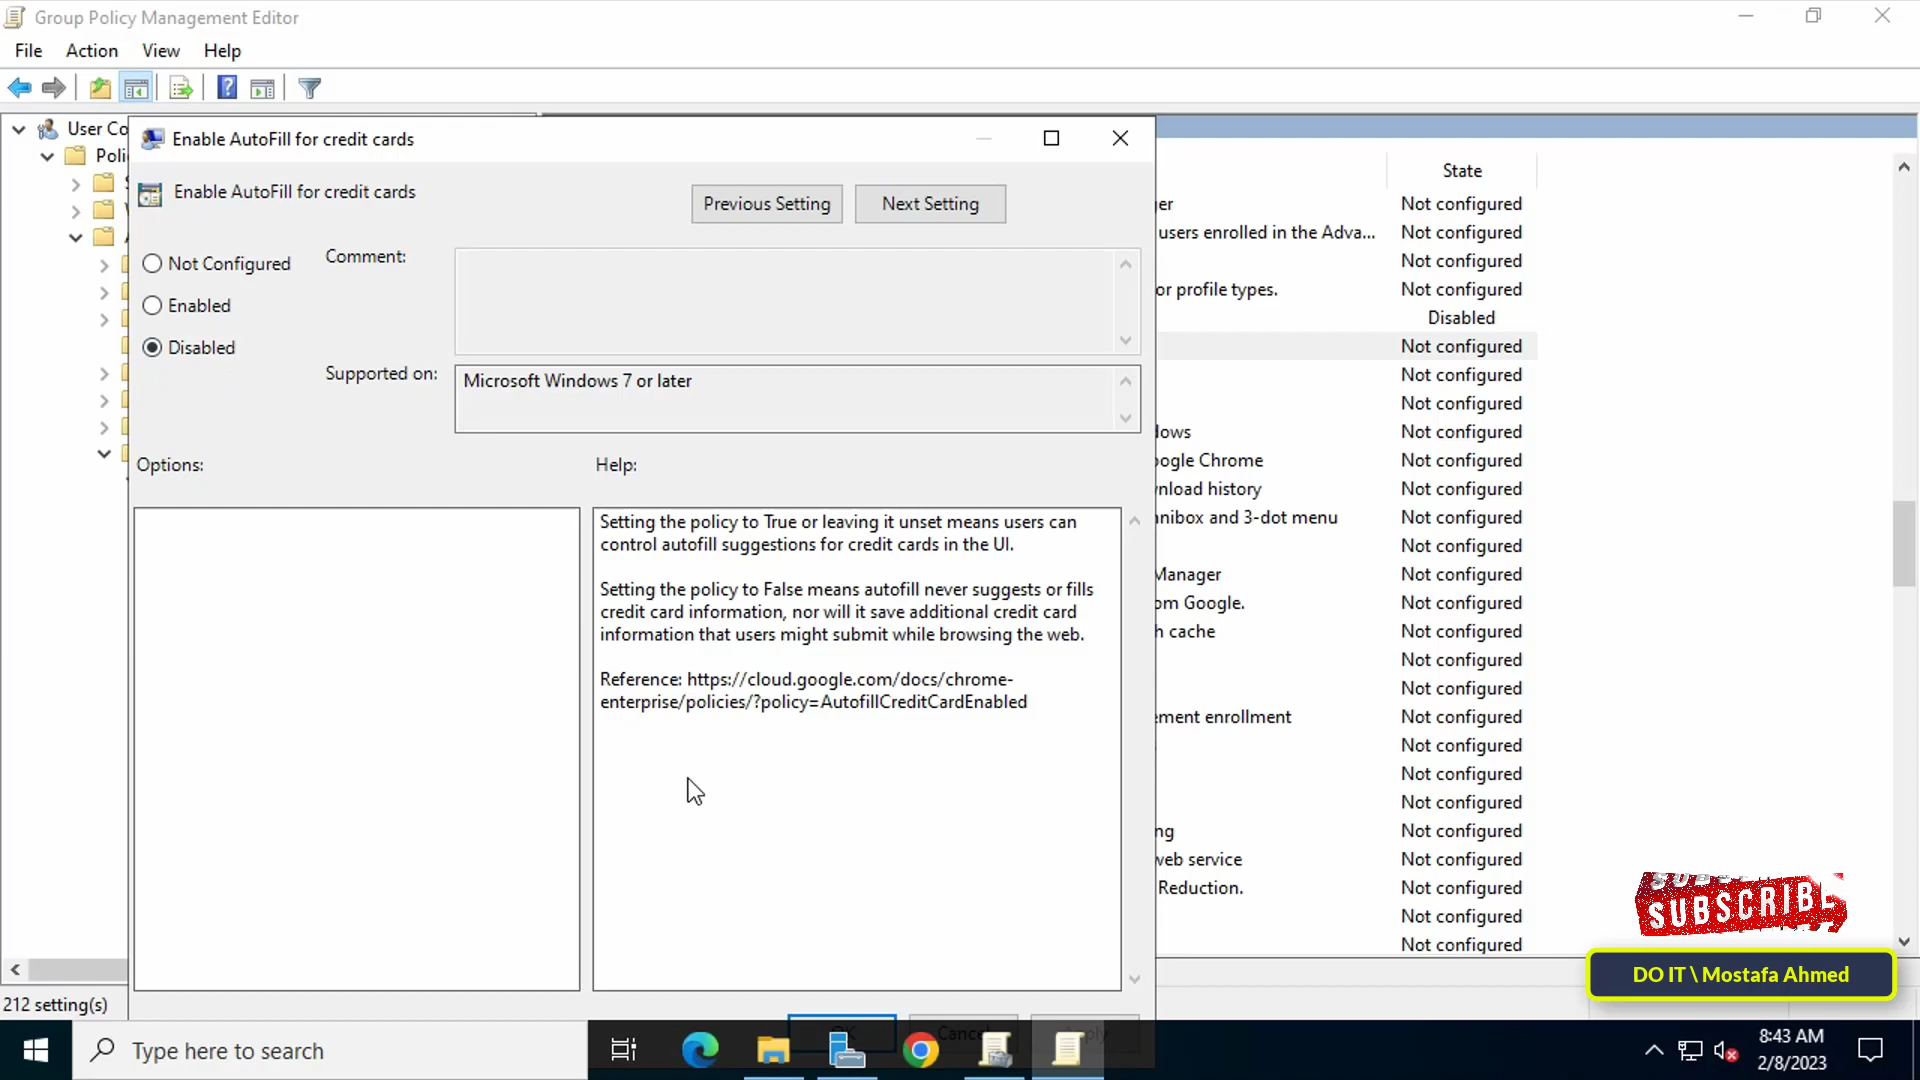 Group Policy Management Editor
File Action View Help
User Co
Poli
Enable AutoFill for credit cards
Enable AutoFill for credit cards
Previous Setting Next Setting
Not Configured
Enabled
Disabled
Comment:
Supported on:
Microsoft Windows 7 or later
Options:
Help:
Setting the policy to True or leaving it unset means users can
control autofill suggestions for credit cards in the UI.
Setting the policy to False means autofill never suggests or fills
credit card information, nor will it save additional credit card
information that users might submit while browsing the web.
Reference: https://cloud.google.com/docs/chrome-
enterprise/policies/?policy=AutofillCreditCardEnabled
State
ger Not configured
users enrolled in the Adva... Not configured
Not configured
or profile types. Not configured
Disabled
Not configured
Not configured
Not configured
dows Not configured
oogle Chrome Not configured
nload history Not configured
nibox and 3-dot menu Not configured
Not configured
Manager Not configured
om Google. Not configured
h cache Not configured
Not configured
Not configured
ement enrollment Not configured
Not configured
Not configured
Not configured
ng Not configured
web service Not configured
Reduction. Not configured
Not configured
Not configured
OK Cancel
212 setting(s)
SUBSCRIBE
DO IT \ Mostafa Ahmed
Type here to search
8:43 AM
2/8/2023